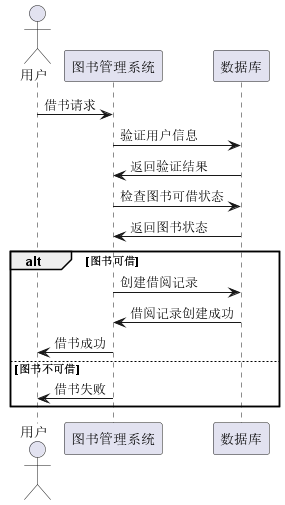 用户
图书管理系统
数据库
借书请求
验证用户信息
返回验证结果
检查图书可借状态
返回图书状态
alt
[图书可借]
创建借阅记录
借阅记录创建成功
借书成功
[图书不可借]
借书失败
用户
图书管理系统
数据库